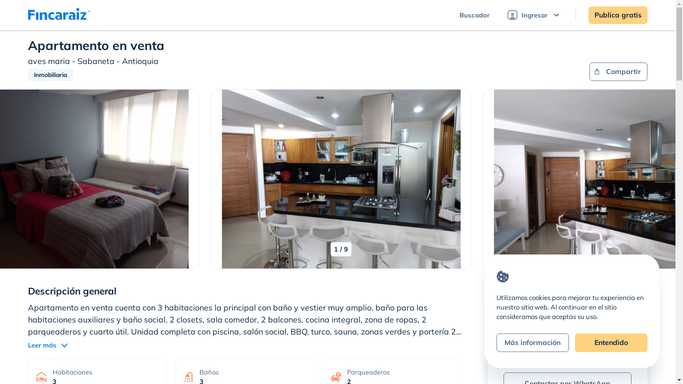 Fincaraiz
Buscador
Ingresar
Publica gratis
Apartamento en venta
aves maria - Sabaneta - Antioquia
Inmobiliaria
Compartir
1 / 9
Descripción general
Apartamento en venta cuenta con 3 habitaciones la principal con baño y vestier muy amplio, baño para las
habitaciones auxiliares y baño social, 2 closets, sala comedor, 2 balcones, cocina integral, zona de ropas, 2
parqueaderos y cuarto útil. Unidad completa con piscina, salón social, BBQ, turco, sauna, zonas verdes y portería 2...
Leer más
Habitaciones
3
Baños
3
Parqueaderos
2
Utilizamos cookies para mejorar tu experiencia en
nuestro sitio web. Al continuar en el sitio
consideramos que aceptas su uso.
Más información
Entendido
Contactar por WhatsApp